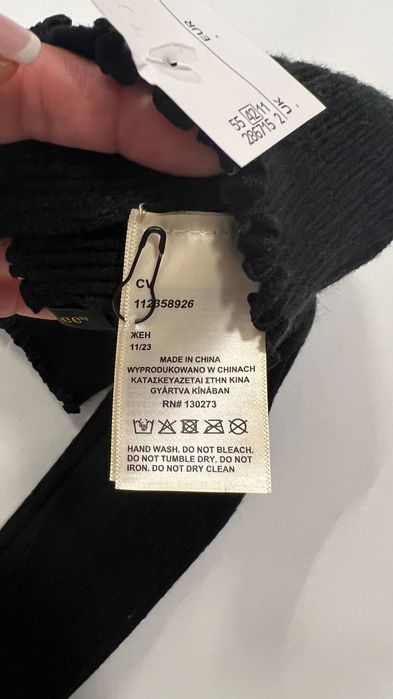 EUR
55 42 11
286715 2/5
CV
112358926
ЖЕН
11/23
MADE IN CHINA
WYPRODUKOWANO W CHINACH
ΚΑΤΑΣΚΕΥΑΖΕΤΑΙ ΣΤΗΝ ΚΙΝΑ
GYÁRTVA KÍNÁBAN
RN# 130273
HAND WASH. DO NOT BLEACH.
DO NOT TUMBLE DRY. DO NOT
IRON. DO NOT DRY CLEAN